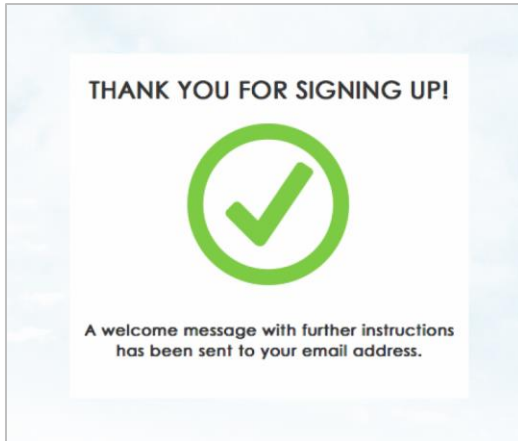 THANK YOU FOR SIGNING UP!
A welcome message with further instructions
has been sent to your email address.